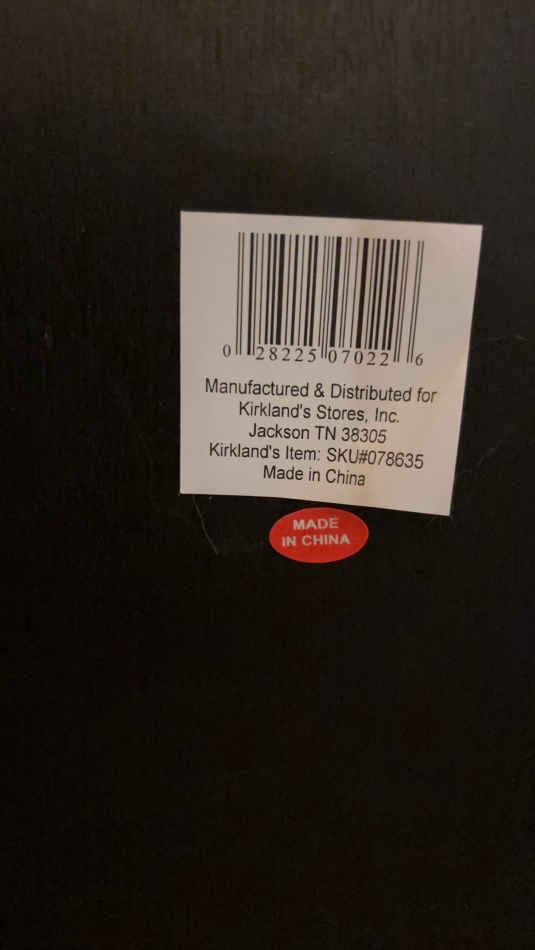 0 28225 07022 6
Manufactured & Distributed for
Kirkland's Stores, Inc.
Jackson TN 38305
Kirkland's Item: SKU#078635
Made in China
MADE
IN CHINA